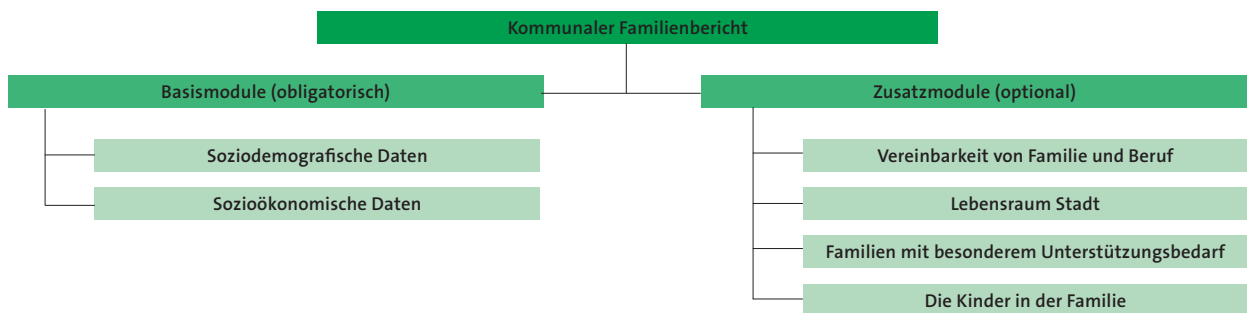 Kommunaler Familienbericht
Basismodule (obligatorisch)
Soziodemografische Daten
Sozioökonomische Daten
Zusatzmodule (optional)
Vereinbarkeit von Familie und Beruf
Lebensraum Stadt
Familien mit besonderem Unterstützungsbedarf
Die Kinder in der Familie